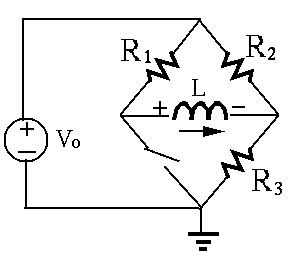 R₁
R₂
L
+ −
+
−
Vo
R₃